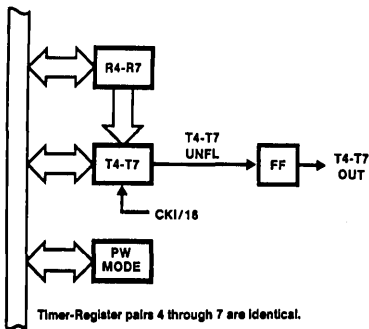 R4-R7
T4-T7
UNFL
T4-T7
FF
T4-T7
OUT
CKI/16
PW
MODE
Timer-Register pairs 4 through 7 are identical.